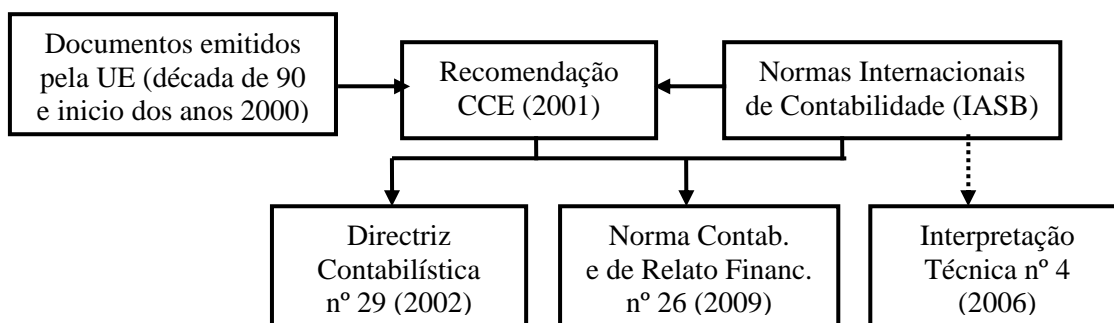 Documentos emitidos
pela UE (década de 90
e inicio dos anos 2000)
Recomendação
CCE (2001)
Normas Internacionais
de Contabilidade (IASB)
Directriz
Contabilística
nº 29 (2002)
Norma Contab.
e de Relato Financ.
nº 26 (2009)
Interpretação
Técnica nº 4
(2006)